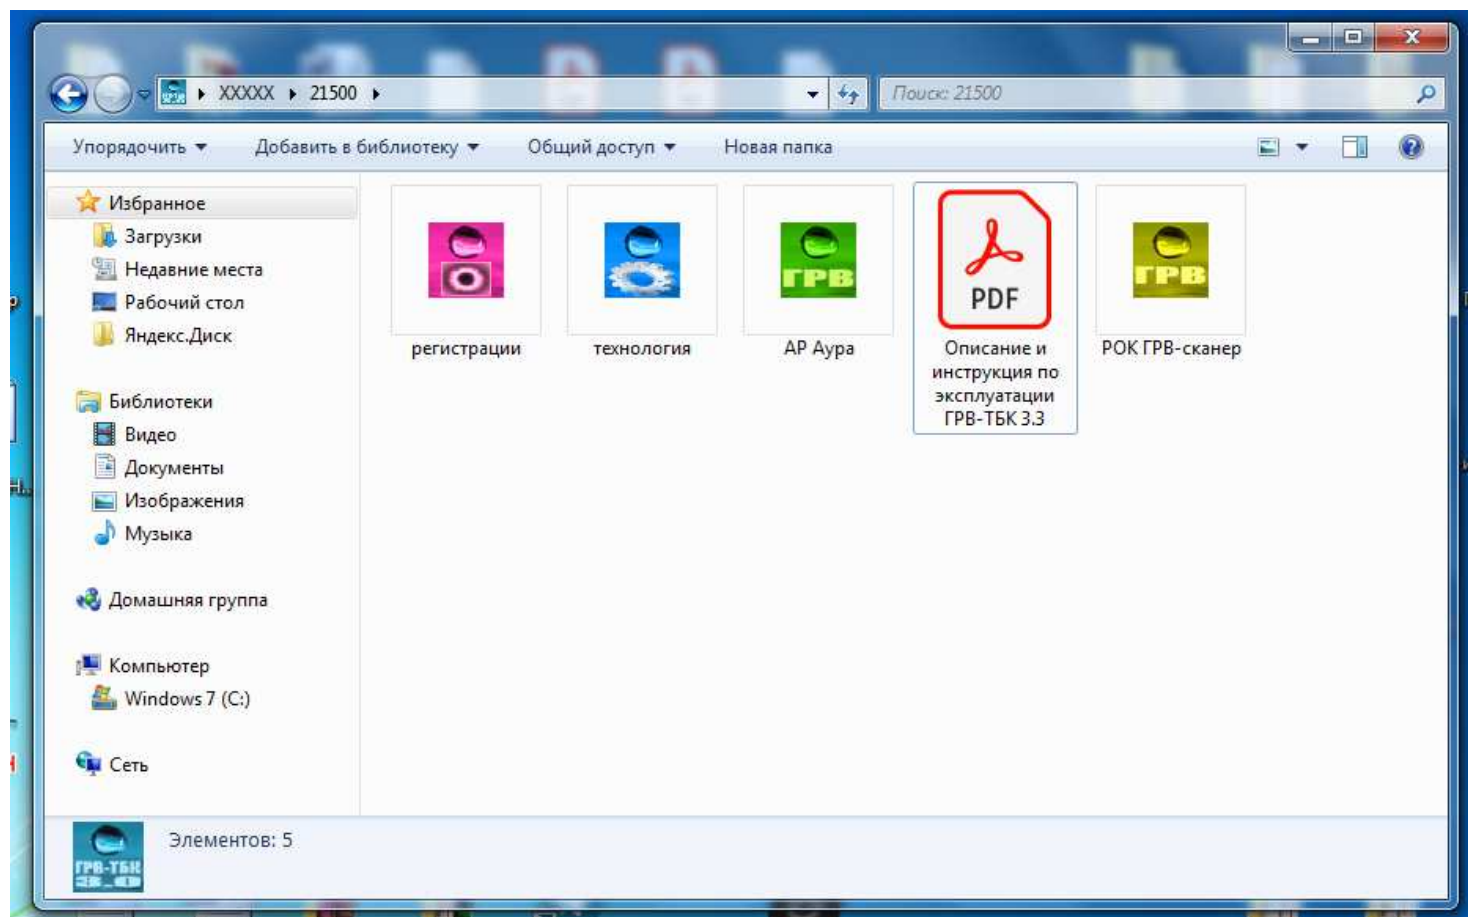 XXXXX
21500
Поиск: 21500
Упорядочить
Добавить в библиотеку
Общий доступ
Новая папка
Избранное
Загрузки
Недавние места
Рабочий стол
Яндекс.Диск
Библиотеки
Видео
Документы
Изображения
Музыка
Домашняя группа
Компьютер
Windows 7 (C:)
Сеть
ГРВ
PDF
ГРВ
регистрации
технология
АР Аура
Описание и
инструкция по
эксплуатации
ГРВ-ТБК 3.3
РОК ГРВ-сканер
ГРВ-ТБК
3.0
Элементов: 5